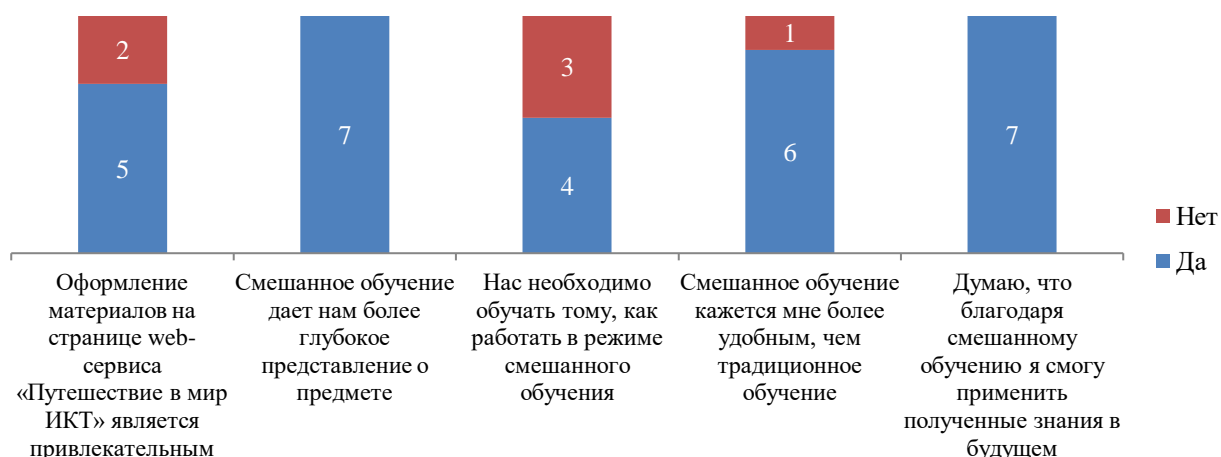 2
5
7
3
4
1
6
7
Нет
Да
Оформление
материалов на
странице web-
сервиса
«Путешествие в мир
ИКТ» является
привлекательным
Смешанное обучение
дает нам более
глубокое
представление о
предмете
Нас необходимо
обучать тому, как
работать в режиме
смешанного
обучения
Смешанное обучение
кажется мне более
удобным, чем
традиционное
обучение
Думаю, что
благодаря
смешанному
обучению я смогу
применить
полученные знания в
будущем